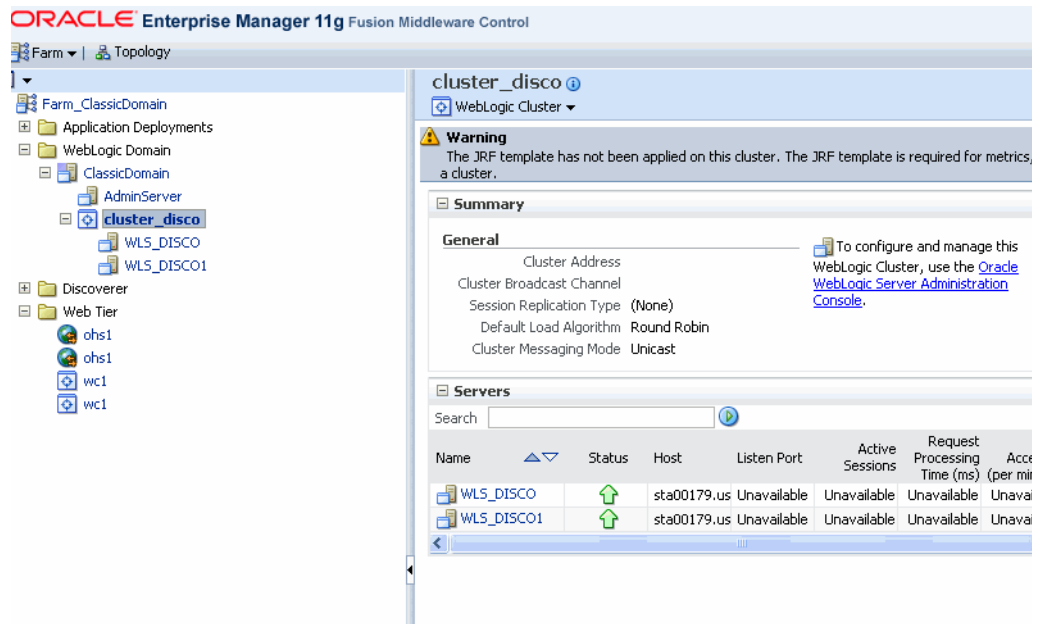 ORACLE Enterprise Manager 11g Fusion Middleware Control
Farm | Topology
Farm_ClassicDomain
Application Deployments
WebLogic Domain
ClassicDomain
AdminServer
cluster_disco
WLS_DISCO
WLS_DISCO1
Discoverer
Web Tier
ohs1
ohs1
wc1
wc1
cluster_disco
WebLogic Cluster
Warning
The JRF template has not been applied on this cluster. The JRF template is required for metrics,
a cluster.
Summary
General
Cluster Address
Cluster Broadcast Channel
Session Replication Type (None)
Default Load Algorithm Round Robin
Cluster Messaging Mode Unicast
To configure and manage this
WebLogic Cluster, use the Oracle
WebLogic Server Administration
Console.
Servers
Search
Name Status Host Listen Port Active Sessions Request Processing Time (ms) Acce (per min
WLS_DISCO sta00179.us Unavailable Unavailable Unavailable Unavai
WLS_DISCO1 sta00179.us Unavailable Unavailable Unavailable Unavai